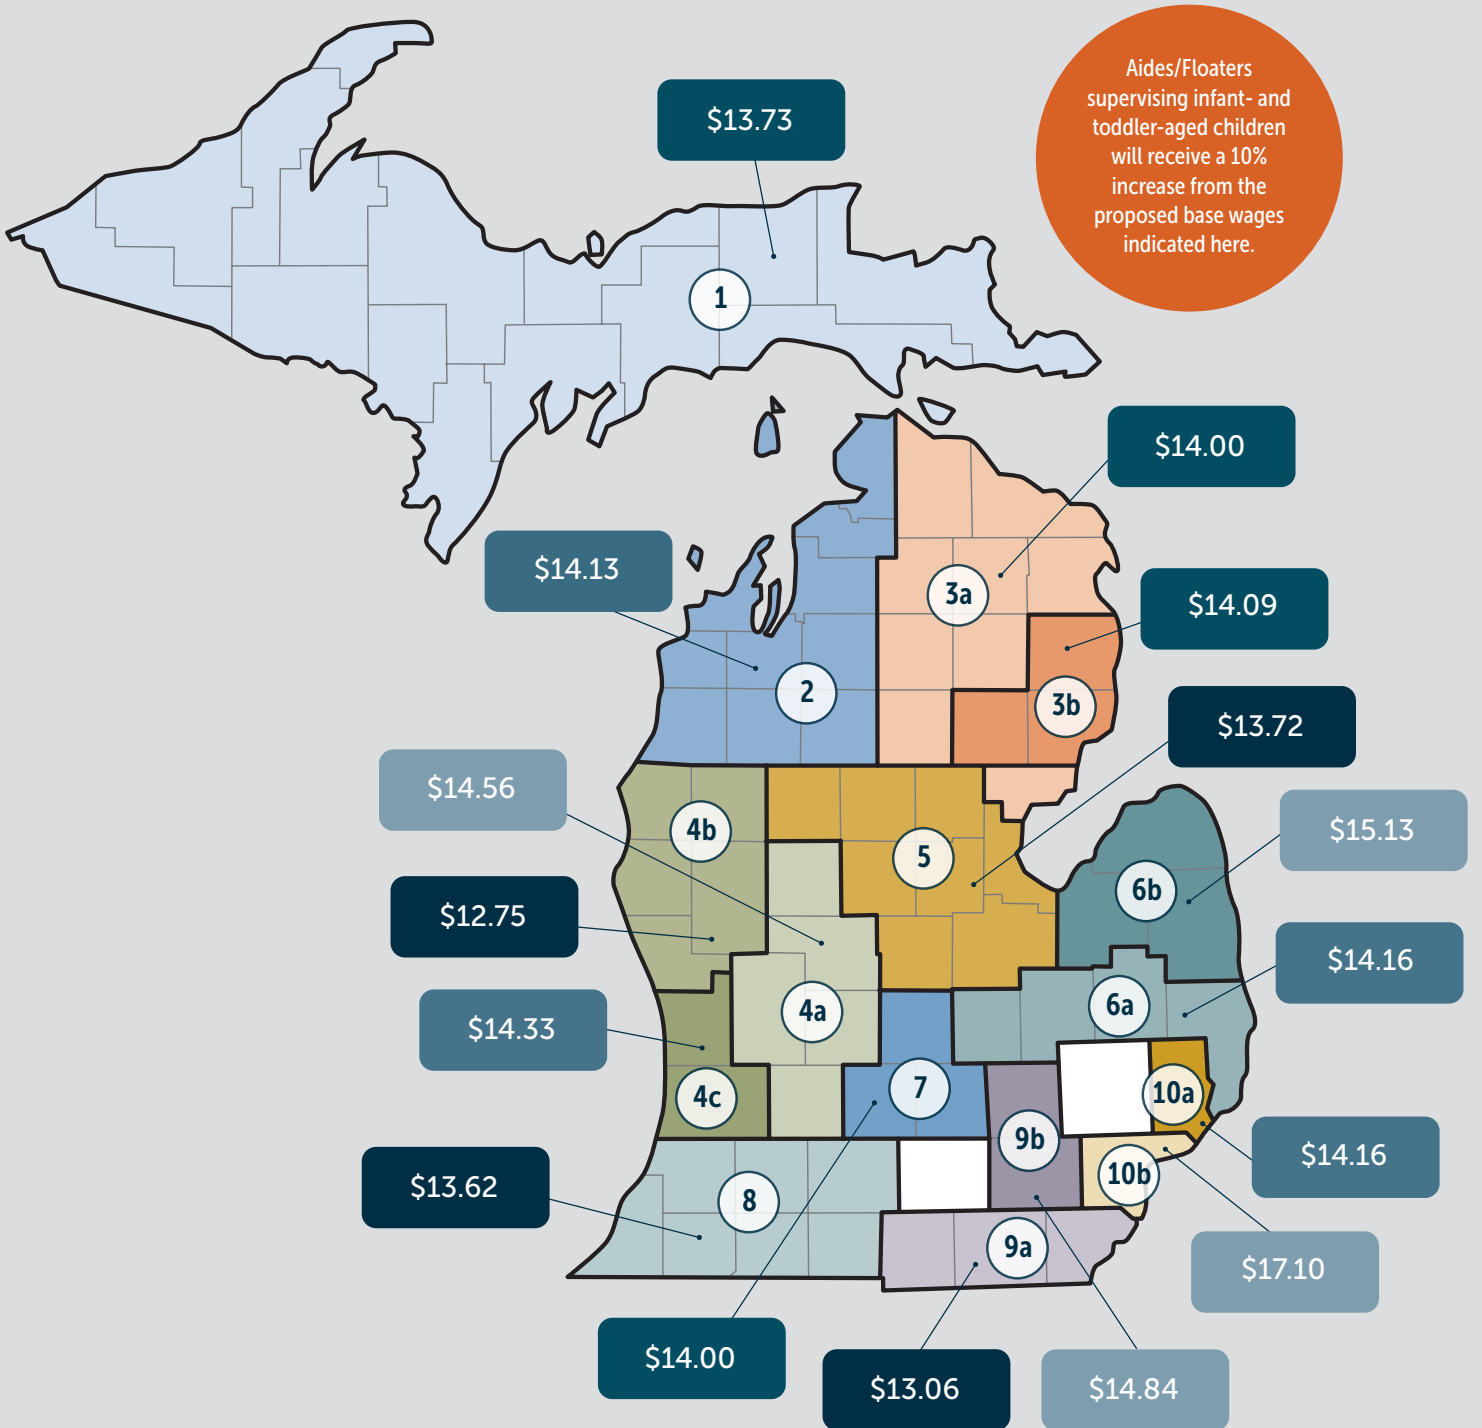 Aides/Floaters
supervising infant- and
toddler-aged children
will receive a 10%
increase from the
proposed base wages
indicated here.
$13.73
1
$14.00
$14.13
3a
$14.09
2
3b
$13.72
$14.56
4b
$15.13
5
6b
$12.75
$14.16
4a
6a
$14.33
4c
7
10a
9b
$14.16
10b
$13.62
8
9a
$17.10
$14.00
$13.06
$14.84